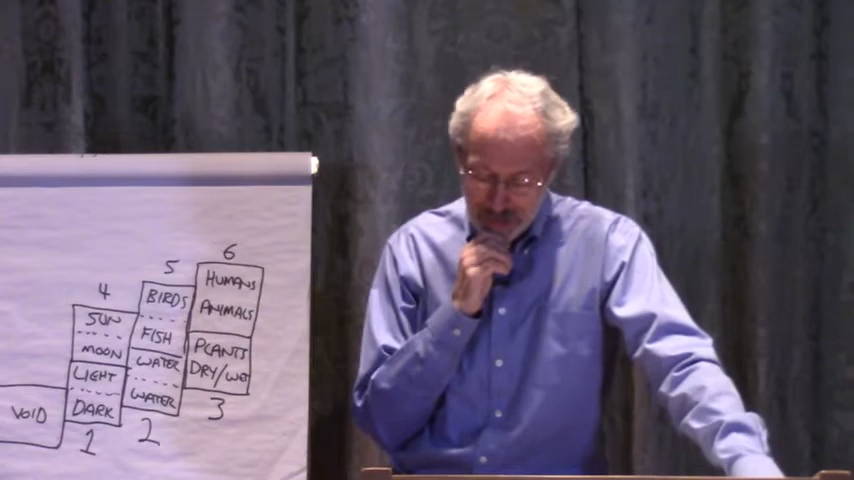 6
5
4
HUMANS
ANIMALS
BIRDS
FISH
SUN
MOON
PLANTS
DRY/WET
WATER
WATER
LIGHT
DARK
VOID
1
2
3